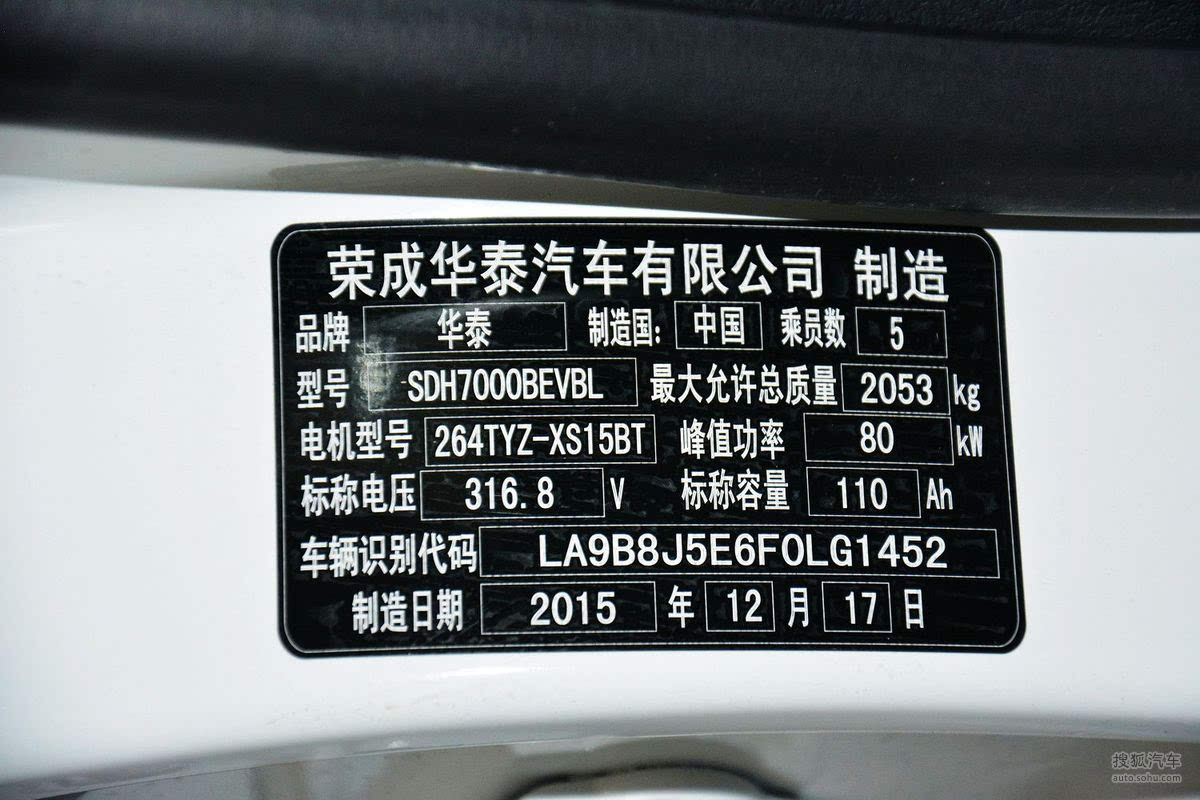 荣成华泰汽车有限公司 制造
品牌 华泰 制造国: 中国 乘员数 5
型号 SDH7000BEVBL 最大允许总质量 2053 kg
电机型号 264TYZ-XS15BT 峰值功率 80 kW
标称电压 316.8 V 标称容量 110 Ah
车辆识别代码 LA9B8J5E6F0LG1452
制造日期 2015 年 12 月 17 日
搜狐汽车
auto.sohu.com